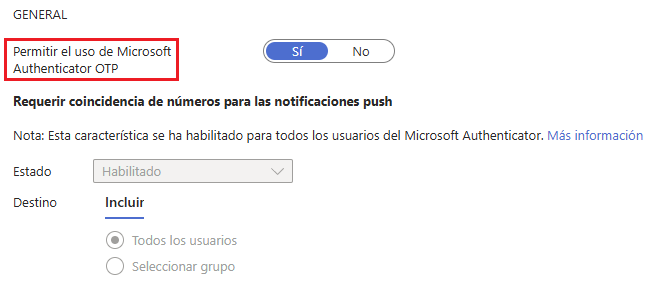 GENERAL
Permitir el uso de Microsoft
Authenticator OTP
Sí
No
Requerir coincidencia de números para las notificaciones push
Nota: Esta característica se ha habilitado para todos los usuarios del Microsoft Authenticator. Más información
Estado
Habilitado
Destino
Incluir
Todos los usuarios
Seleccionar grupo